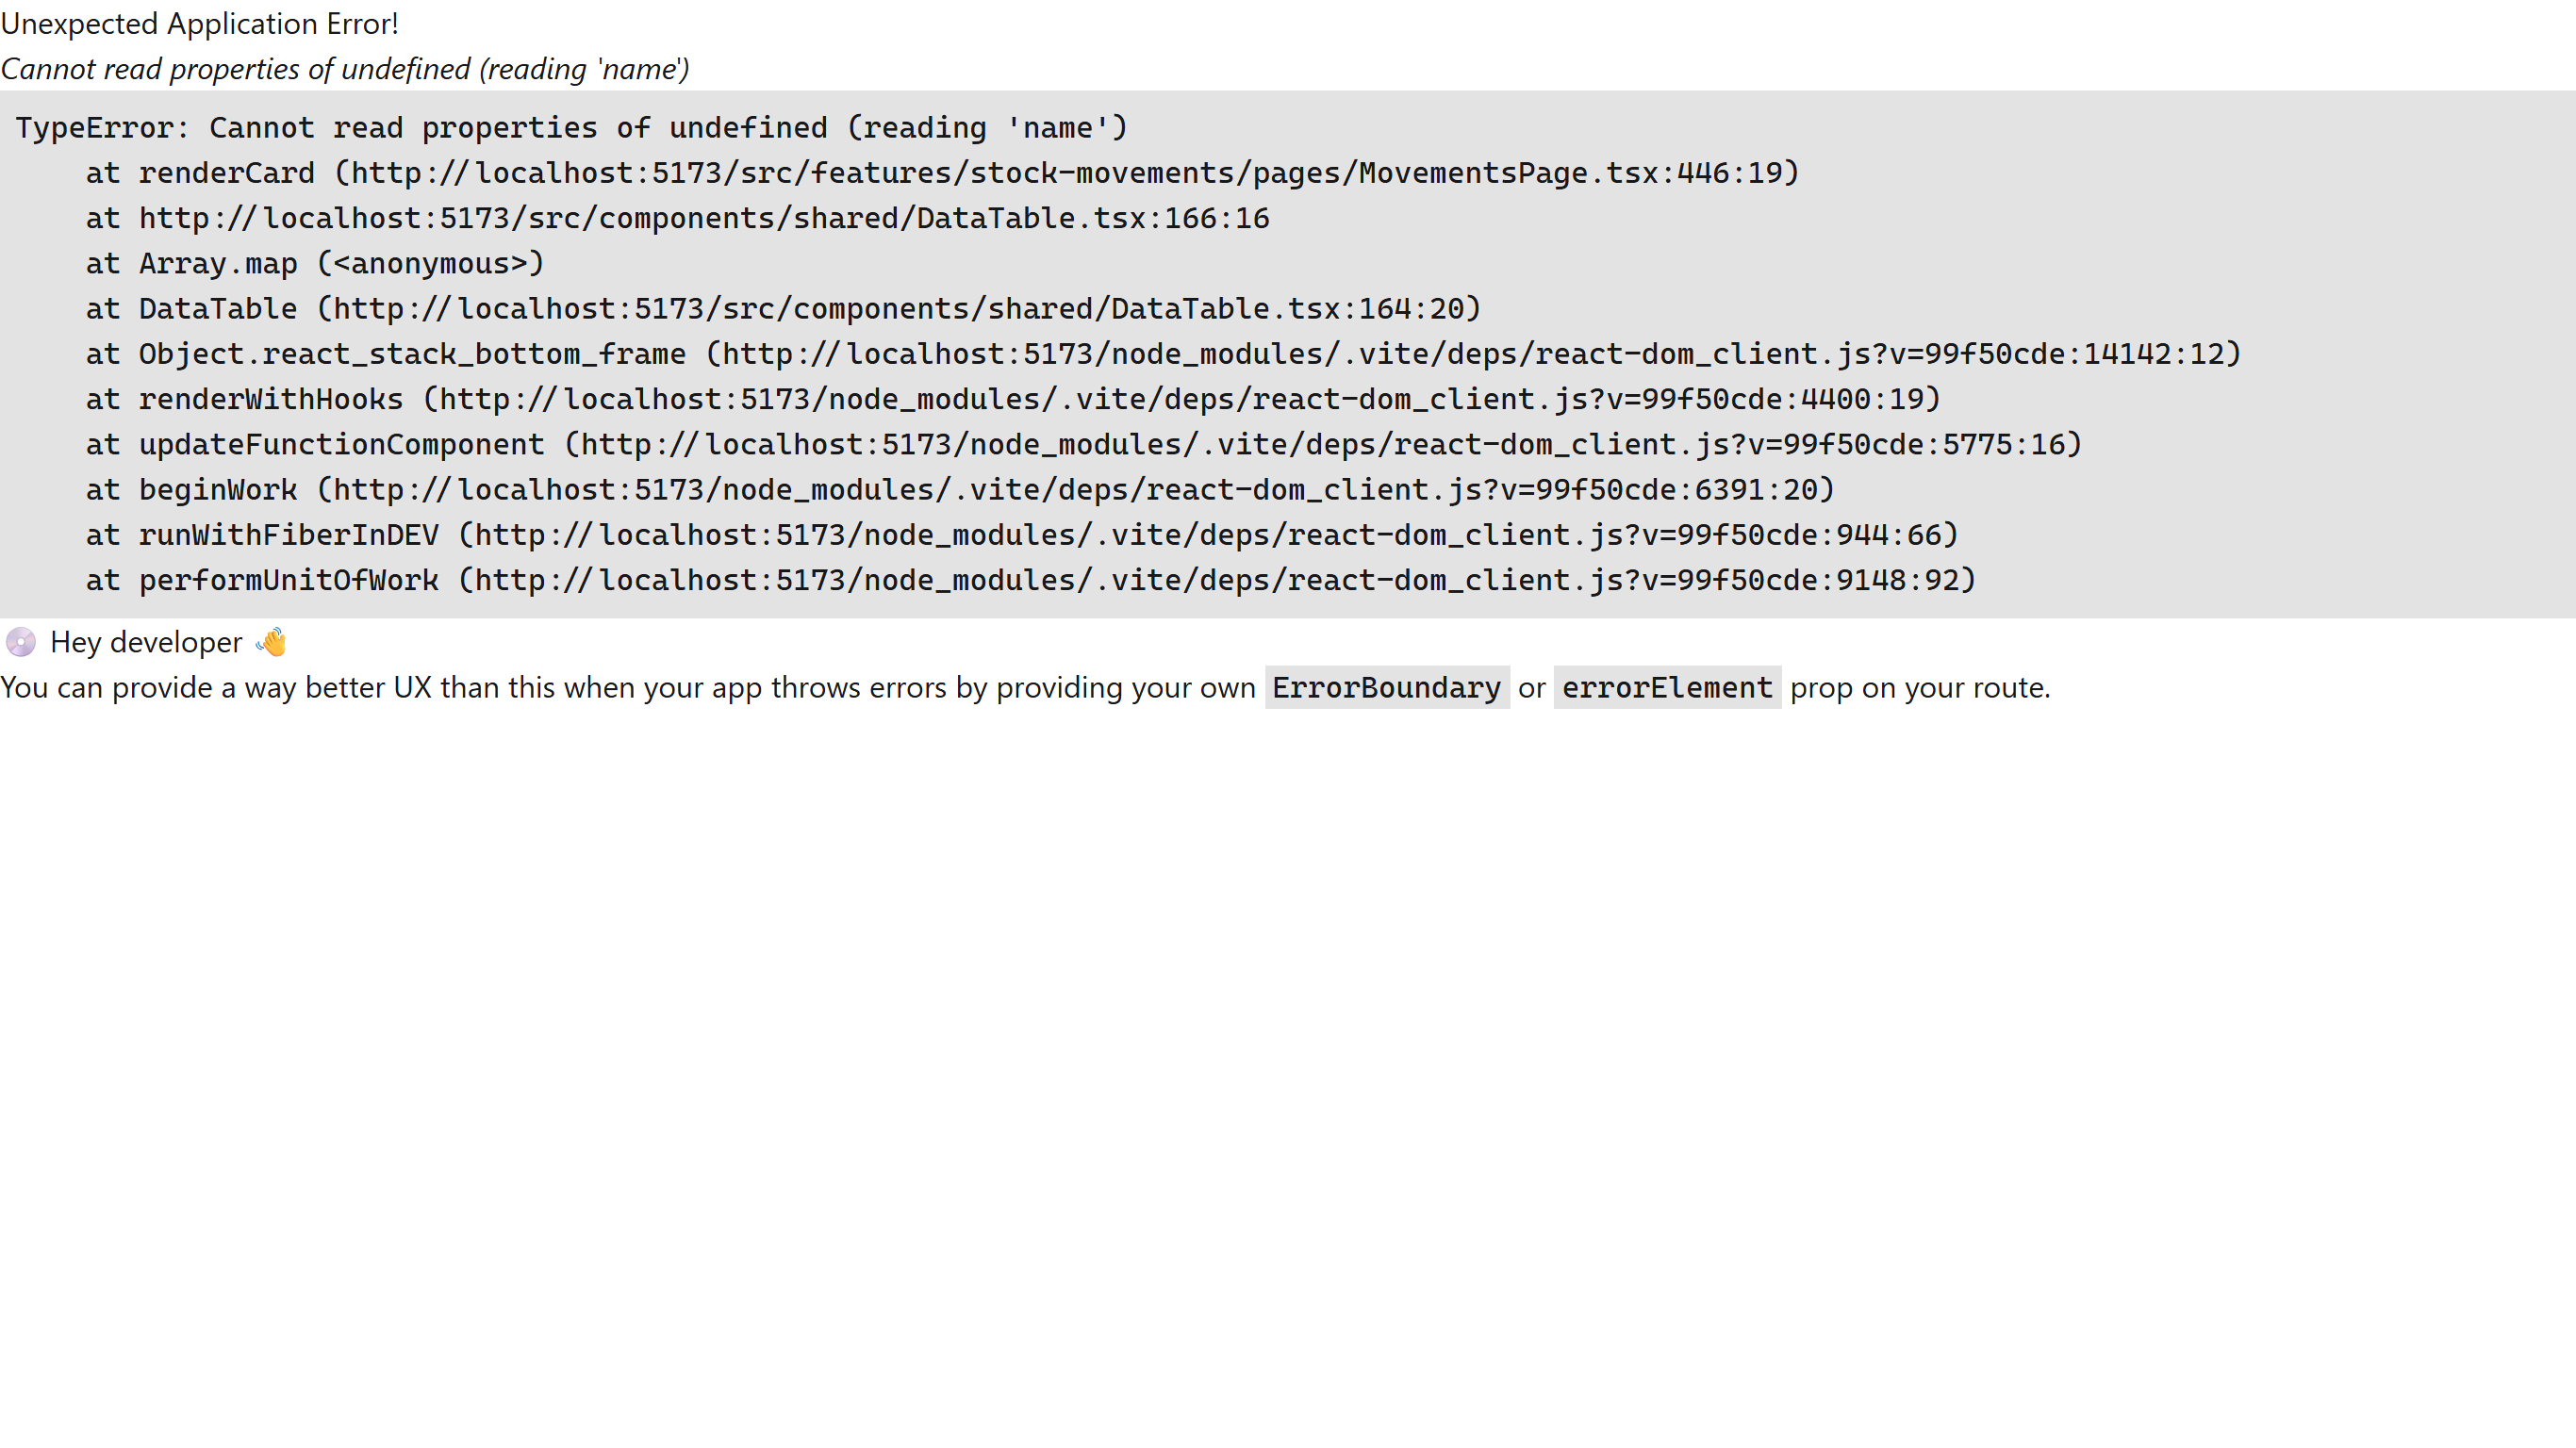 Unexpected Application Error!
Cannot read properties of undefined (reading 'name')
TypeError: Cannot read properties of undefined (reading 'name')
    at renderCard (http://localhost:5173/src/features/stock-movements/pages/MovementsPage.tsx:446:19)
    at http://localhost:5173/src/components/shared/DataTable.tsx:166:16
    at Array.map (<anonymous>)
    at DataTable (http://localhost:5173/src/components/shared/DataTable.tsx:164:20)
    at Object.react_stack_bottom_frame (http://localhost:5173/node_modules/.vite/deps/react-dom_client.js?v=99f50cde:14142:12)
    at renderWithHooks (http://localhost:5173/node_modules/.vite/deps/react-dom_client.js?v=99f50cde:4400:19)
    at updateFunctionComponent (http://localhost:5173/node_modules/.vite/deps/react-dom_client.js?v=99f50cde:5775:16)
    at beginWork (http://localhost:5173/node_modules/.vite/deps/react-dom_client.js?v=99f50cde:6391:20)
    at runWithFiberInDEV (http://localhost:5173/node_modules/.vite/deps/react-dom_client.js?v=99f50cde:944:66)
    at performUnitOfWork (http://localhost:5173/node_modules/.vite/deps/react-dom_client.js?v=99f50cde:9148:92)
💿 Hey developer 👋
You can provide a way better UX than this when your app throws errors by providing your own ErrorBoundary or errorElement prop on your route.